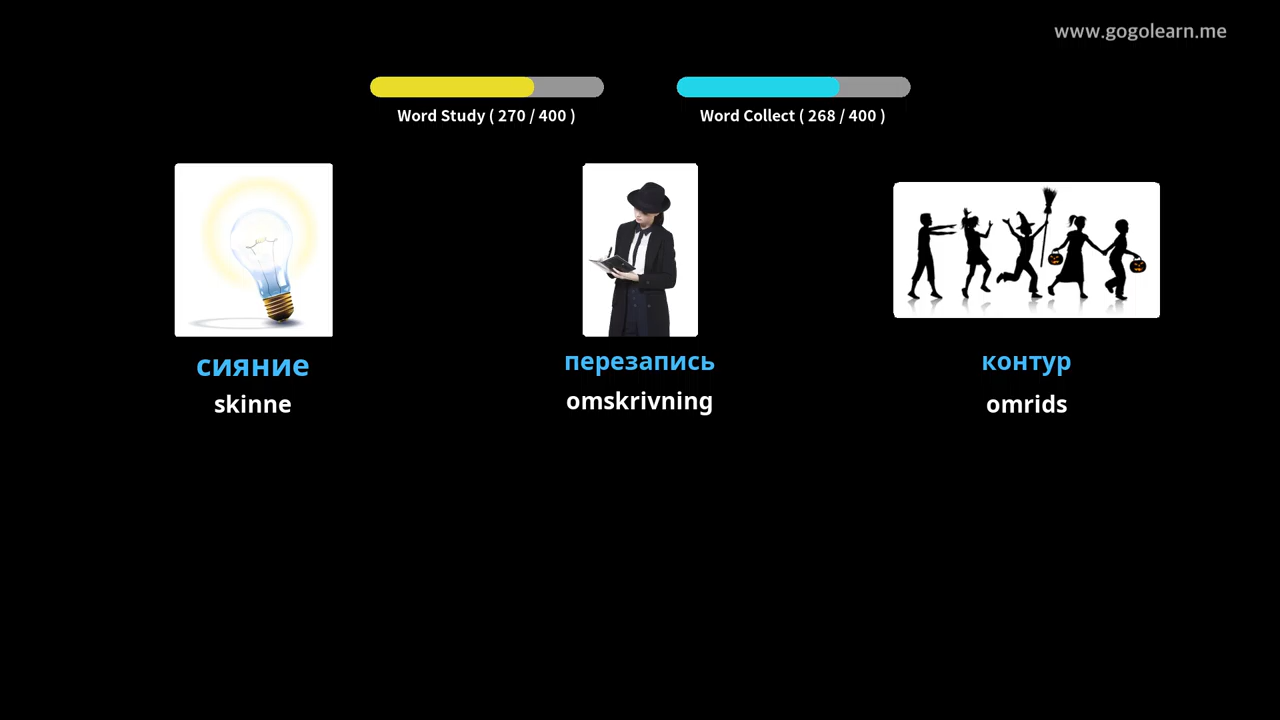 www.gogolearn.me
Word Study ( 270 / 400 )
Word Collect ( 268 / 400 )
сияние
skinne
перезапись
omskrivning
контур
omrids